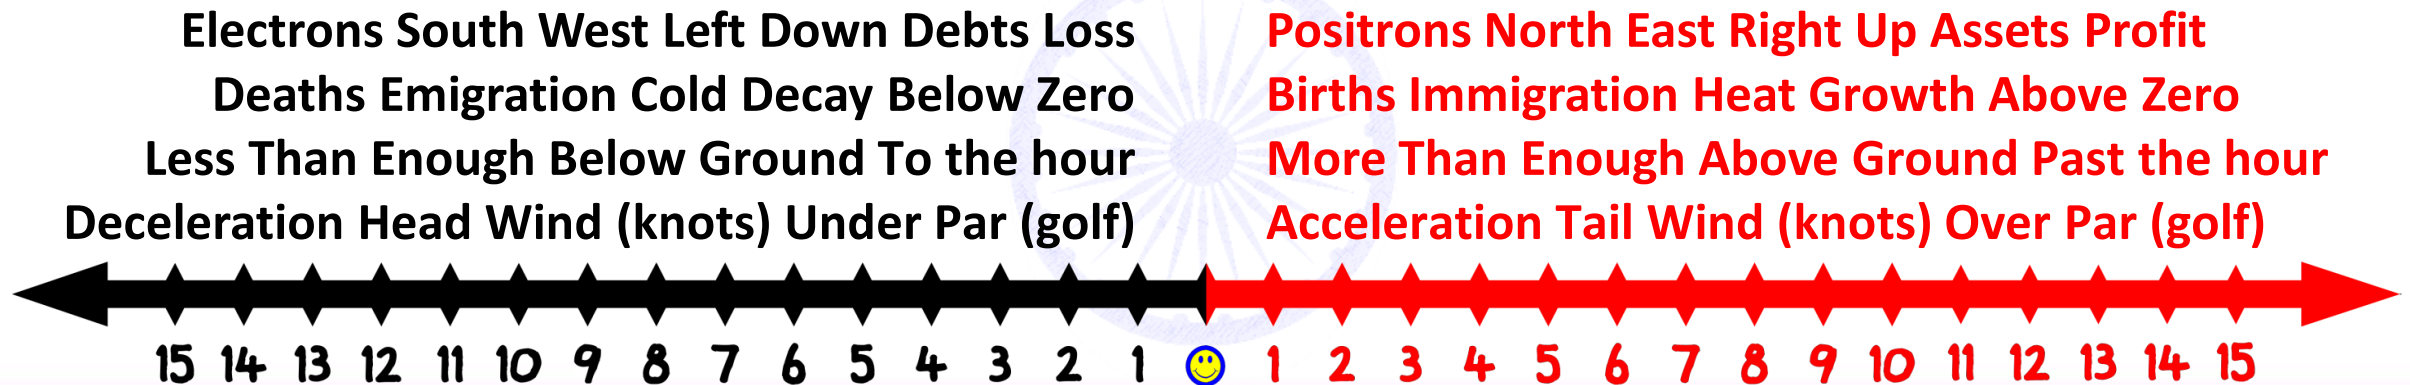 Electrons South West Left Down Debts Loss
Deaths Emigration Cold Decay Below Zero
Less Than Enough Below Ground To the hour
Deceleration Head Wind (knots) Under Par (golf)
Positrons North East Right Up Assets Profit
Births Immigration Heat Growth Above Zero
More Than Enough Above Ground Past the hour
Acceleration Tail Wind (knots) Over Par (golf)
15 14 13 12 11 10 9 8 7 6 5 4 3 2 1 1 2 3 4 5 6 7 8 9 10 11 12 13 14 15